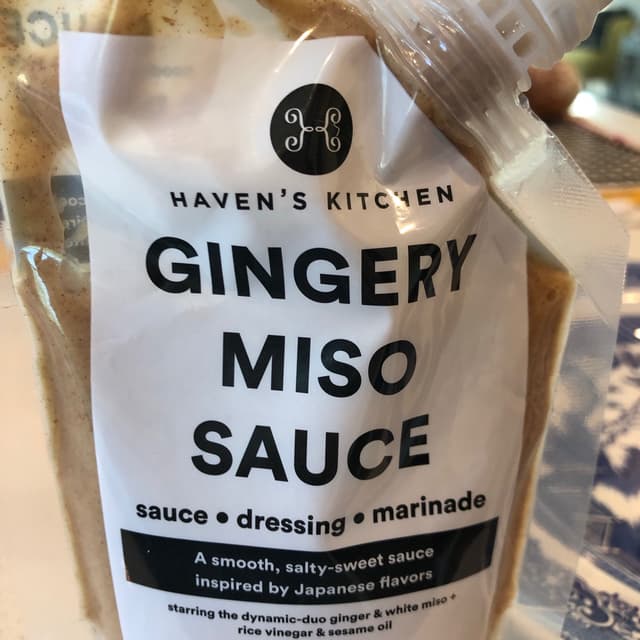 HAVEN'S KITCHEN
GINGERY
MISO
SAUCE
sauce • dressing • marinade
A smooth, salty-sweet sauce
inspired by Japanese flavors
starring the dynamic-duo ginger & white miso +
rice vinegar & sesame oil